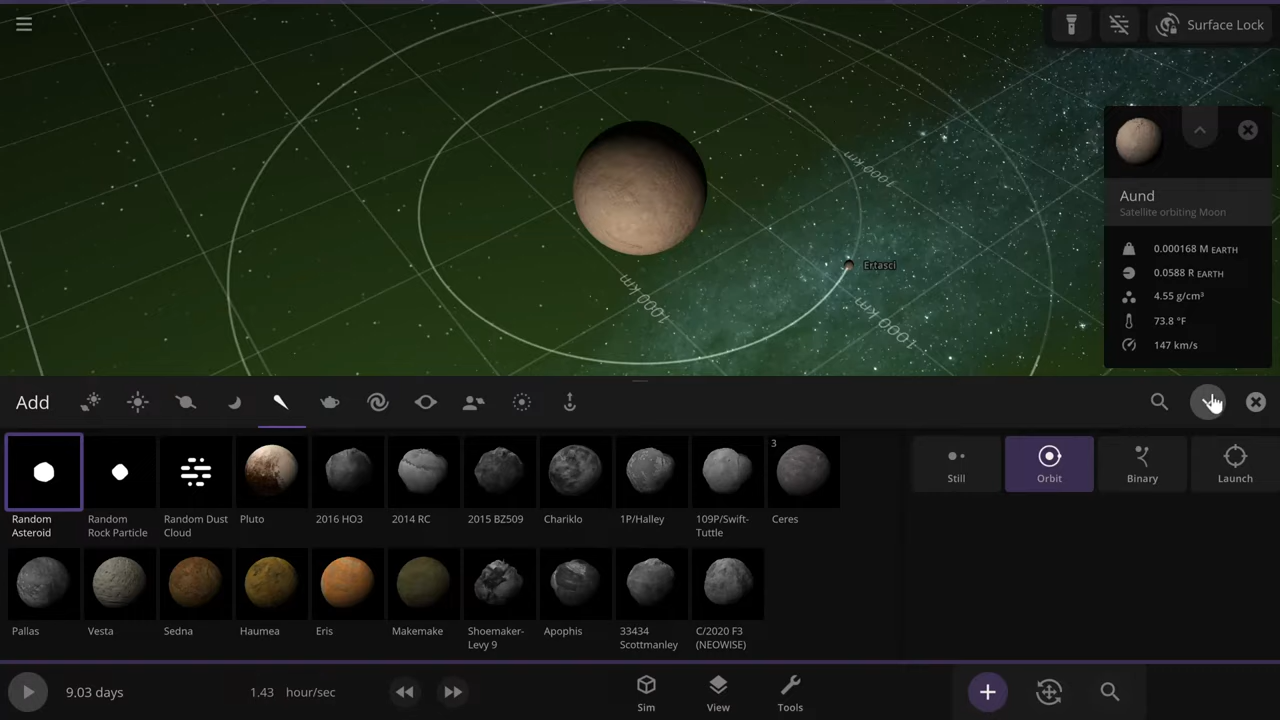 Surface Lock
1000 km
Aund
Satellite orbiting Moon
0.000168 M EARTH
Ertasci
0.0588 R EARTH
1000 km
1000 km
4.55 g/cm³
73.8 °F
147 km/s
Add
3
Still
Orbit
Binary
Launch
Random Asteroid
Random Rock Particle
Random Dust Cloud
Pluto
2016 HO3
2014 RC
2015 BZ509
Chariklo
1P/Halley
109P/Swift-Tuttle
Ceres
Pallas
Vesta
Sedna
Haumea
Eris
Makemake
Shoemaker-Levy 9
Apophis
33434 Scottmanley
C/2020 F3 (NEOWISE)
9.03 days
1.43 hour/sec
Sim
View
Tools